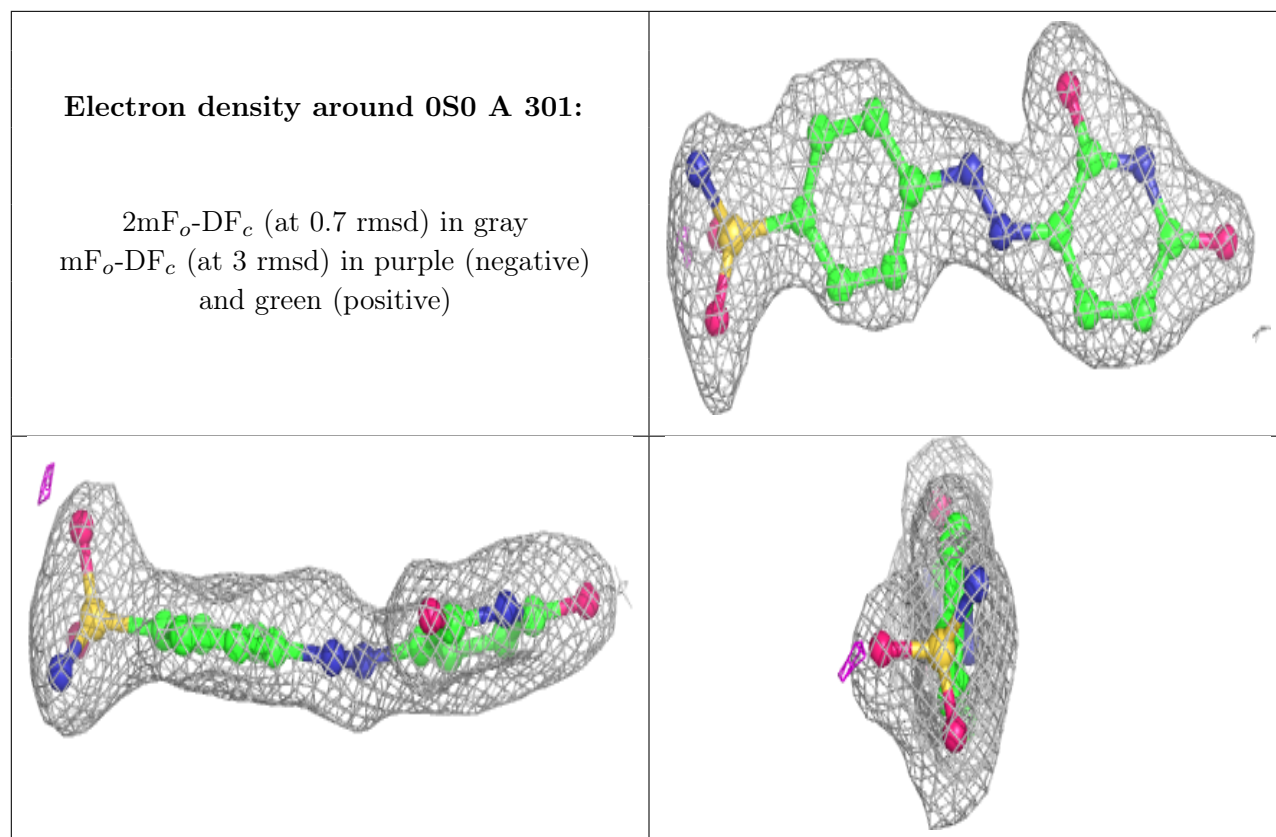 Electron density around 0S0 A 301:
2mFo-DFc (at 0.7 rmsd) in gray
mFo-DFc (at 3 rmsd) in purple (negative)
and green (positive)